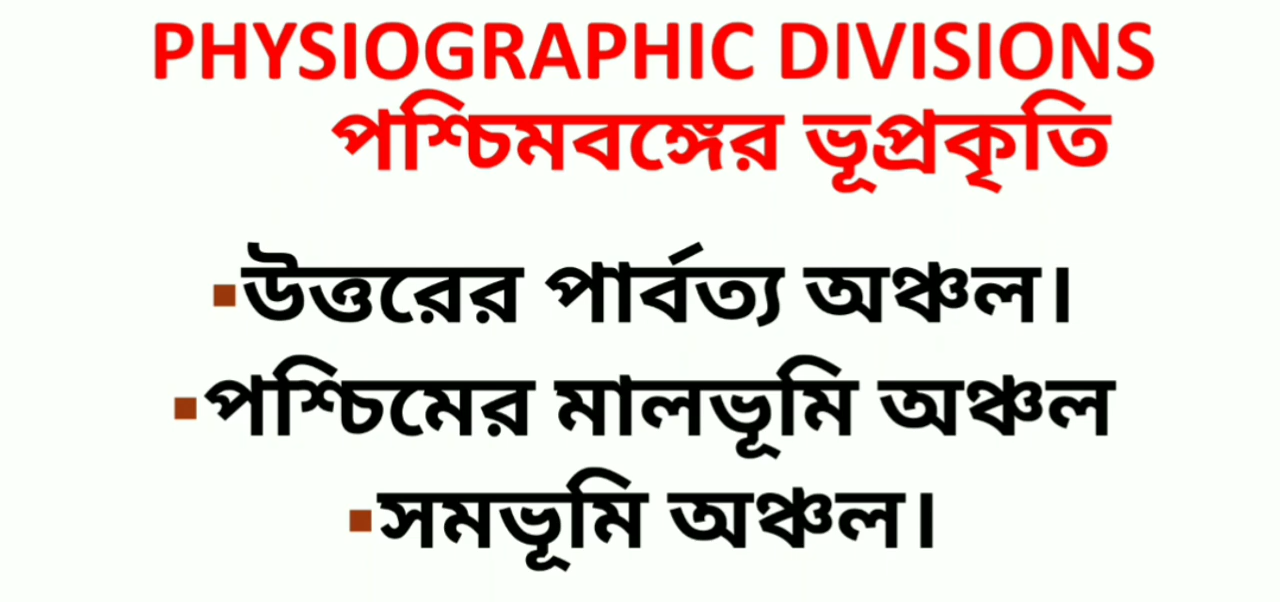 PHYSIOGRAPHIC DIVISIONS
পশ্চিমবঙ্গের ভূপ্রকৃতি
▪উত্তরের পার্বত্য অঞ্চল।
▪পশ্চিমের মালভূমি অঞ্চল
▪সমভূমি অঞ্চল।